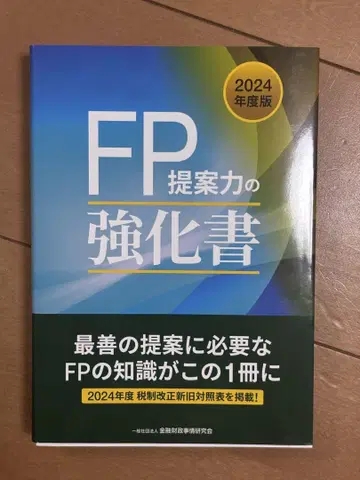 2024
年度版
FP提案力の
強化書
最善の提案に必要な
FPの知識がこの1冊に
2024年度 税制改正新旧対照表を掲載!
一般社団法人 金融財政事情研究会